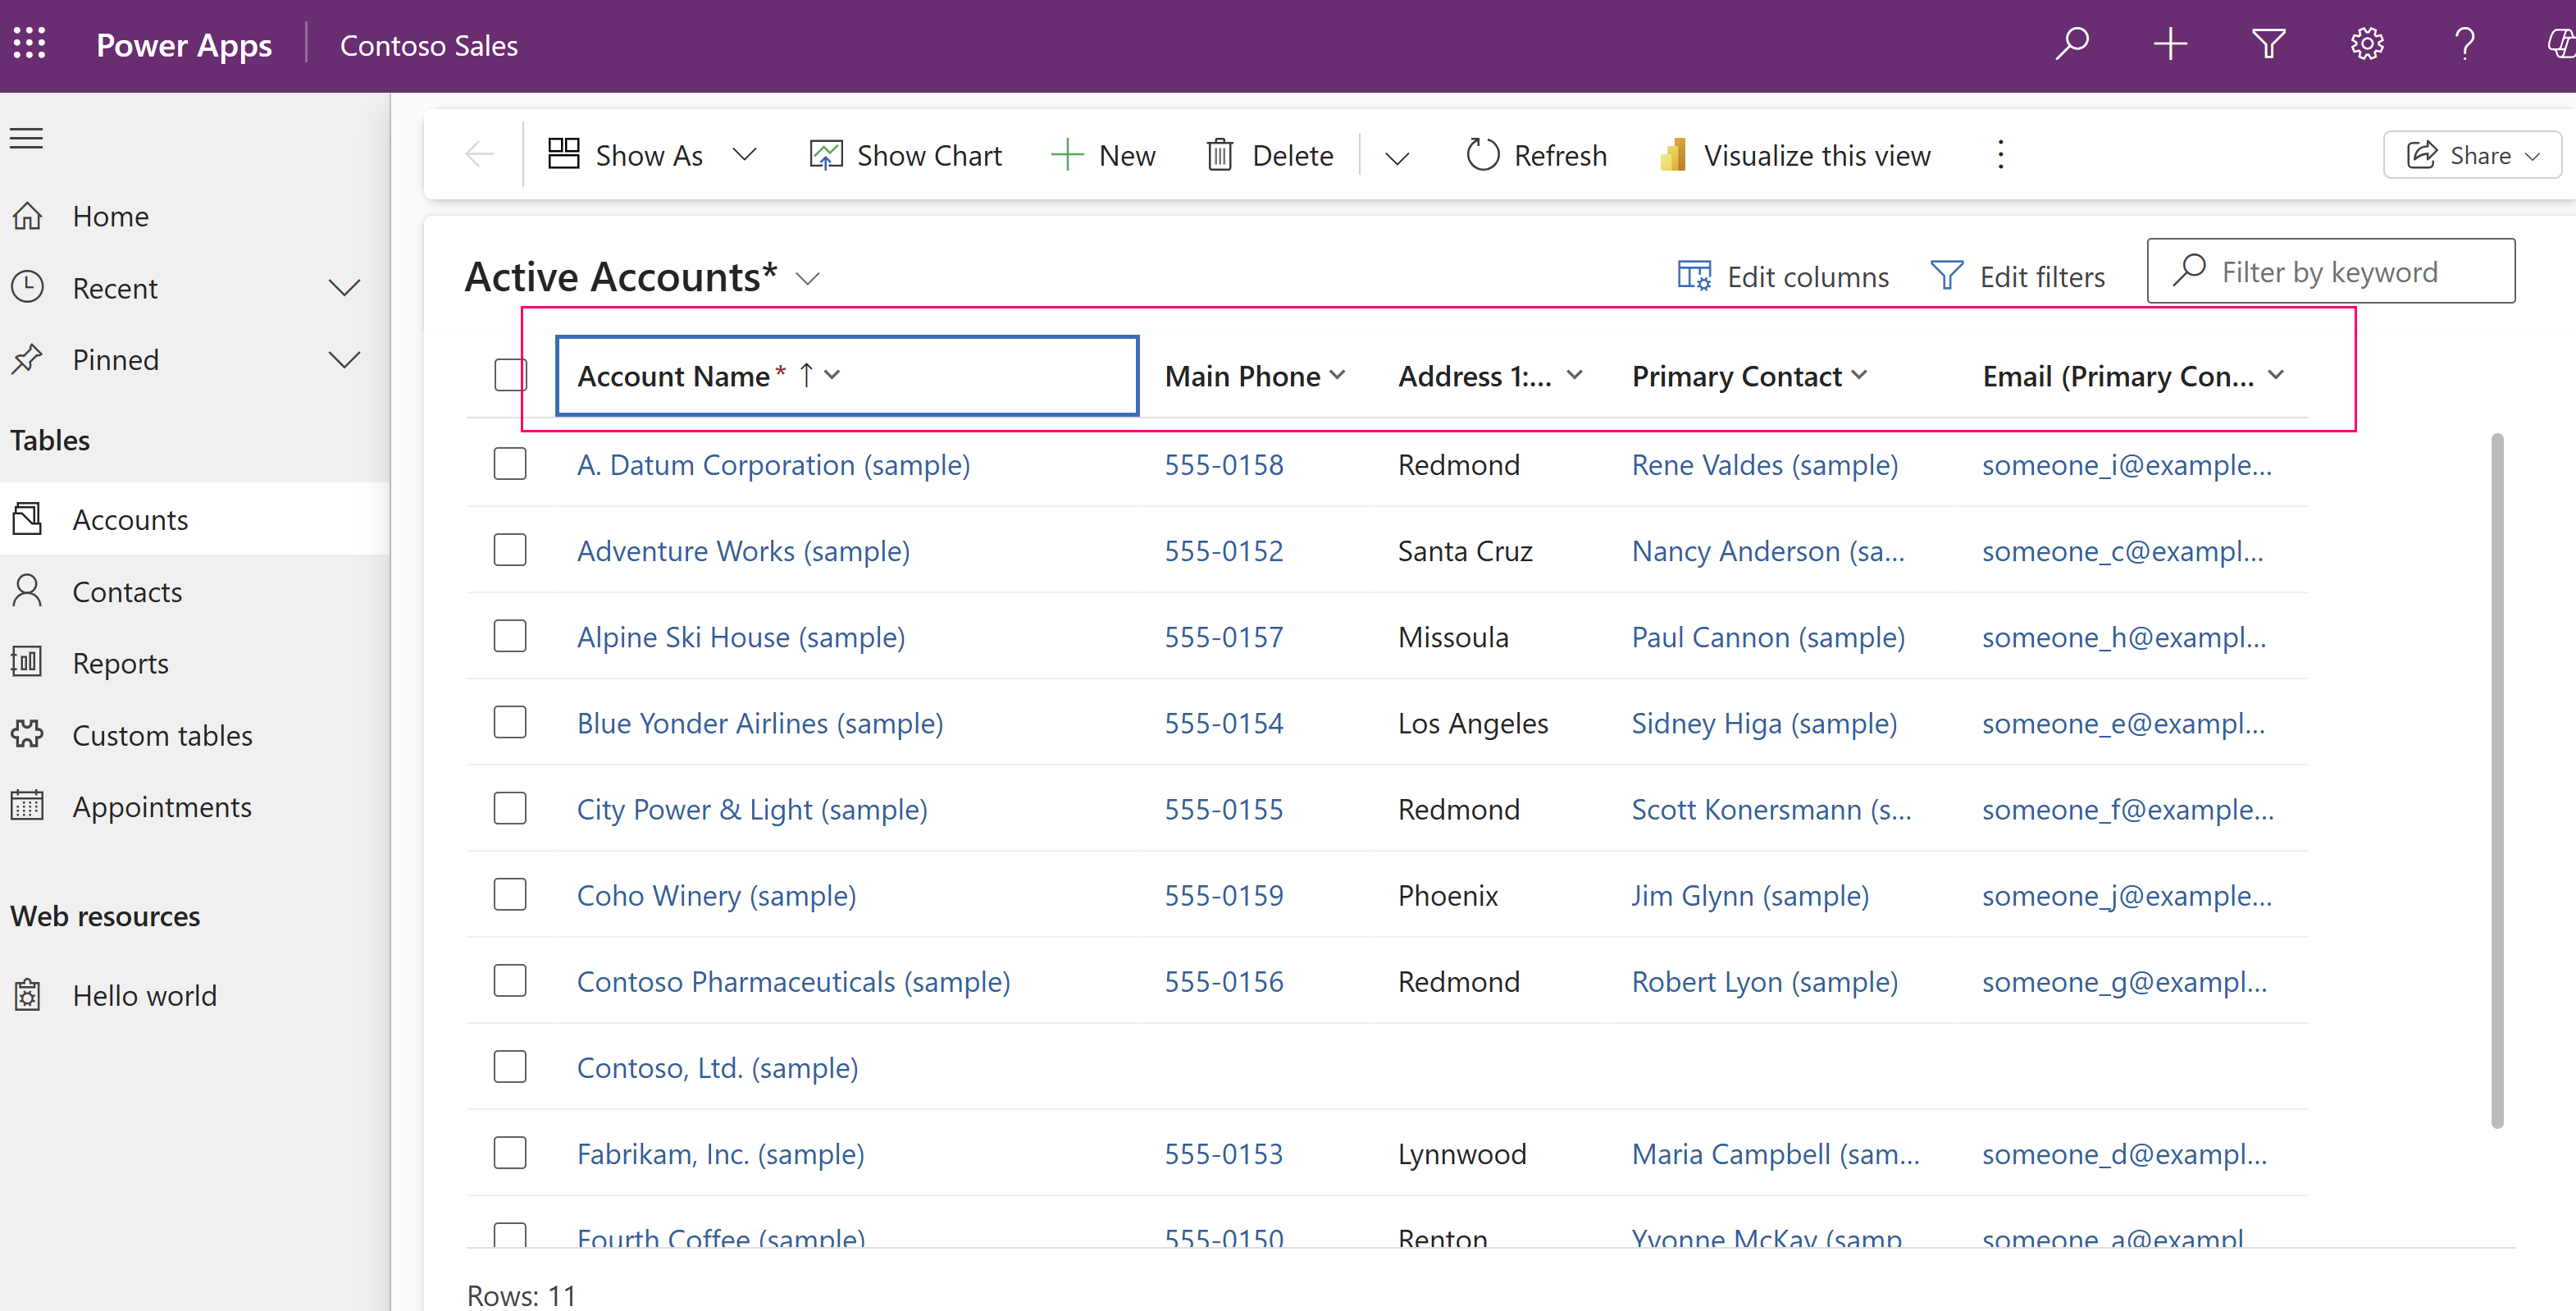 Power Apps | Contoso Sales
Show As Show Chart New Delete Refresh Visualize this view Share
Home
Recent
Pinned
Tables
Accounts
Contacts
Reports
Custom tables
Appointments
Web resources
Hello world
Active Accounts* Edit columns Edit filters Filter by keyword
Account Name* ↑ Main Phone Address 1:... Primary Contact Email (Primary Con...
A. Datum Corporation (sample) 555-0158 Redmond Rene Valdes (sample) someone_i@example...
Adventure Works (sample) 555-0152 Santa Cruz Nancy Anderson (sa... someone_c@exampl...
Alpine Ski House (sample) 555-0157 Missoula Paul Cannon (sample) someone_h@exampl...
Blue Yonder Airlines (sample) 555-0154 Los Angeles Sidney Higa (sample) someone_e@exampl...
City Power & Light (sample) 555-0155 Redmond Scott Konersmann (s... someone_f@example...
Coho Winery (sample) 555-0159 Phoenix Jim Glynn (sample) someone_j@example...
Contoso Pharmaceuticals (sample) 555-0156 Redmond Robert Lyon (sample) someone_g@exampl...
Contoso, Ltd. (sample)
Fabrikam, Inc. (sample) 555-0153 Lynnwood Maria Campbell (sam... someone_d@exampl...
Fourth Coffee (sample) 555-0150 Renton Yvonne McKay (samp... someone_a@exampl...
Rows: 11